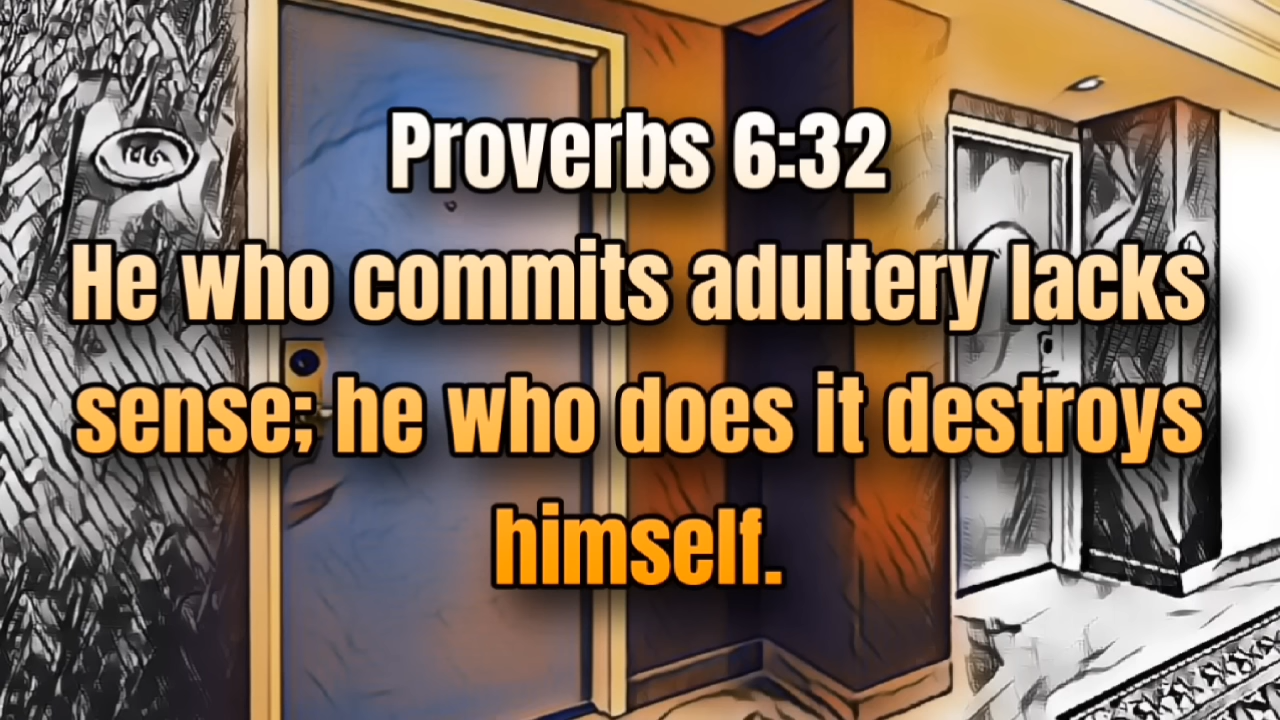 Proverbs 6:32
He who commits adultery lacks
sense; he who does it destroys
himself.